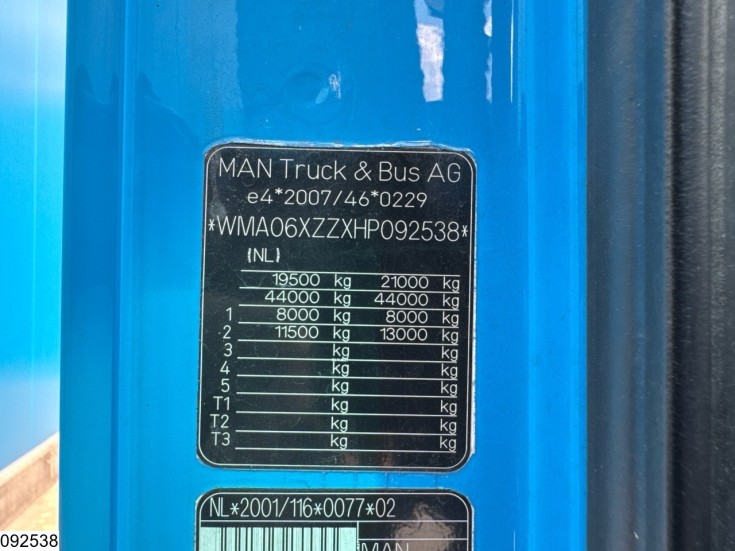 MAN Truck & Bus AG
e4*2007/46*0229
*WMA06XZZXHP092538*
(NL)
19500 kg 21000 kg
44000 kg 44000 kg
1 8000 kg 8000 kg
2 11500 kg 13000 kg
3 kg kg
4 kg kg
5 kg kg
T1 kg kg
T2 kg kg
T3 kg kg
NL*2001/116*0077*02
MAN
092538